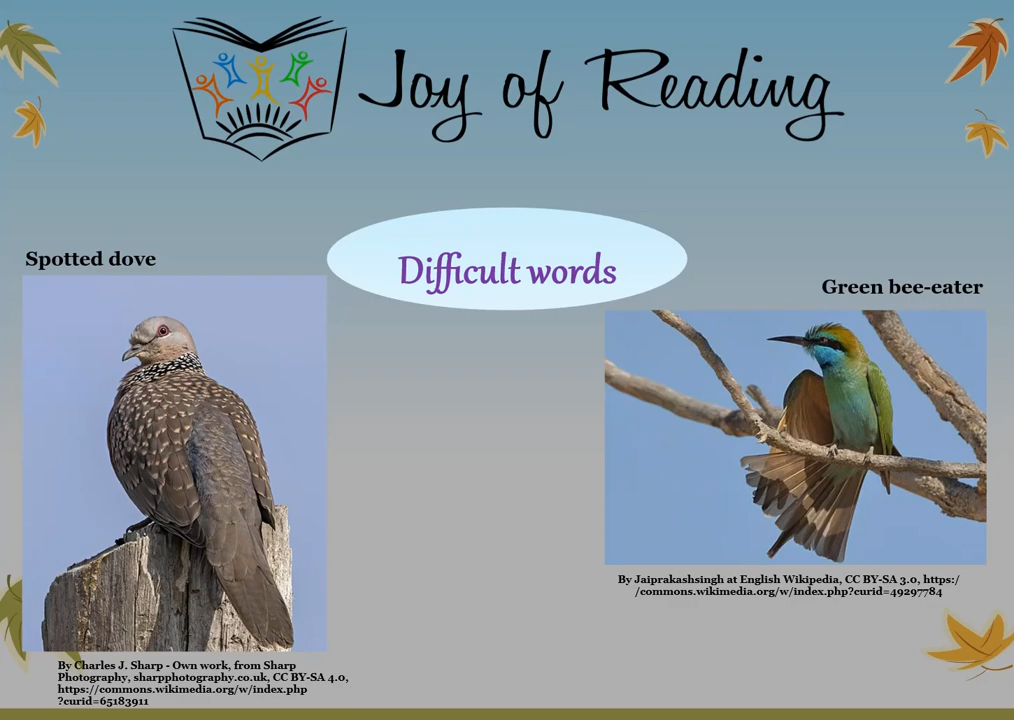 Joy of Reading
Difficult words
Spotted dove
Green bee-eater
By Jaiprakashsingh at English Wikipedia, CC BY-SA 3.0, https:/
/commons.wikimedia.org/w/index.php?curid=49297784
By Charles J. Sharp - Own work, from Sharp
Photography, sharpphotography.co.uk, CC BY-SA 4.0,
https://commons.wikimedia.org/w/index.php
?curid=65183911